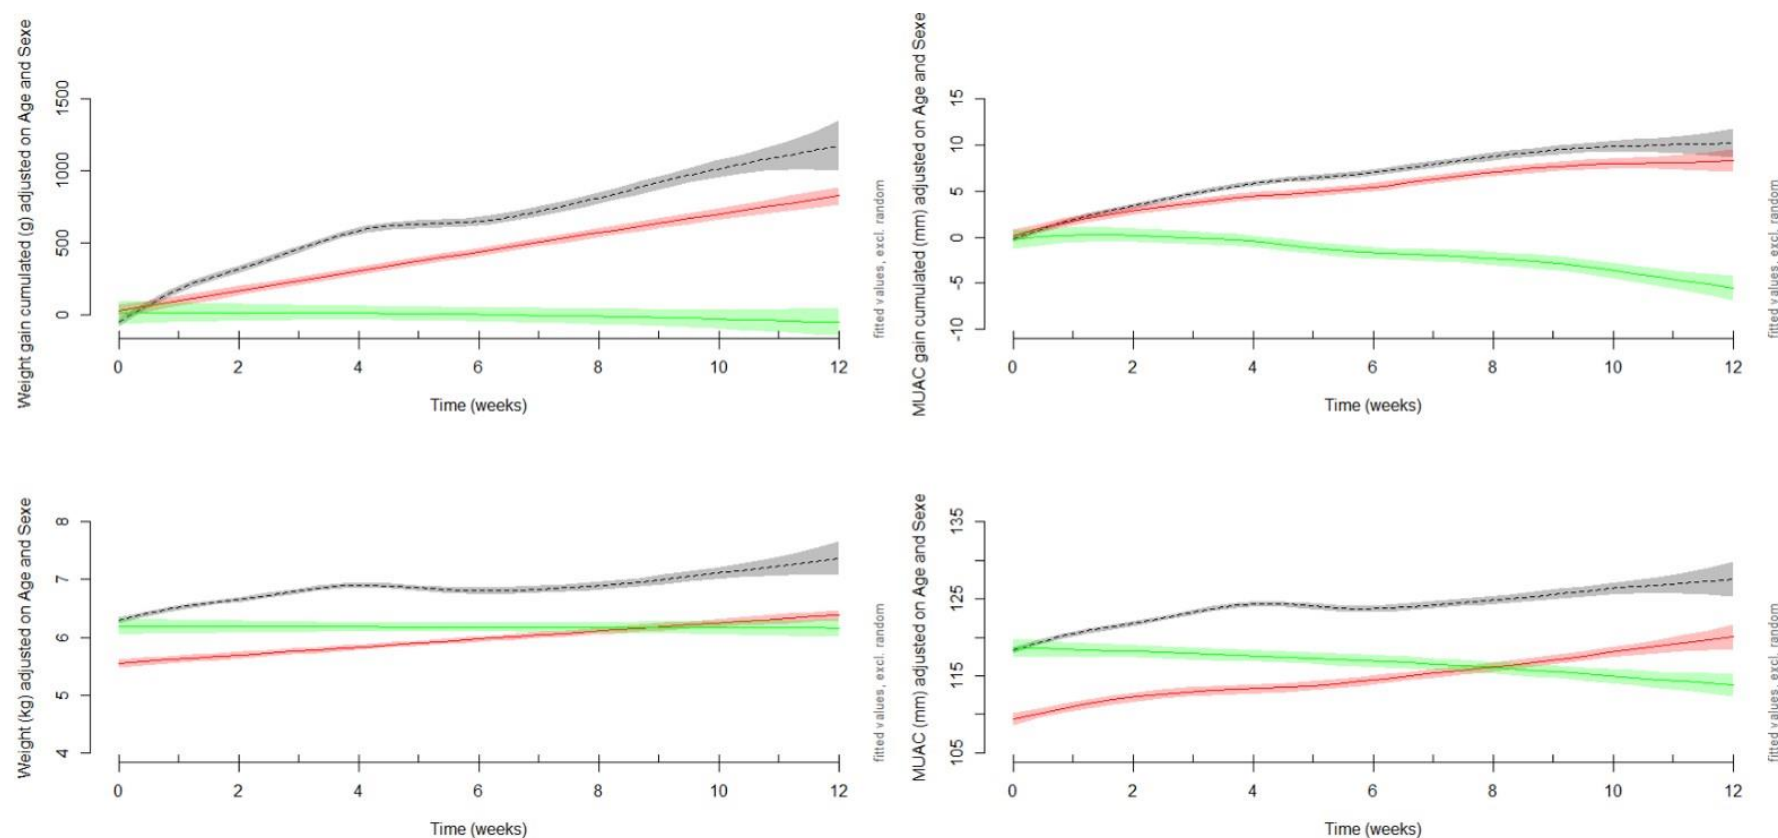 Weight gain cumulated (g) adjusted on Age and Sexe
1500
1000
500
0
0 2 4 6 8 10 12
Time (weeks)
fitted values, excl. random
MUAC gain cumulated (mm) adjusted on Age and Sexe
15
10
5
0
-5
-10
0 2 4 6 8 10 12
Time (weeks)
fitted values, excl. random
Weight (kg) adjusted on Age and Sexe
8
7
6
5
4
0 2 4 6 8 10 12
Time (weeks)
fitted values, excl. random
MUAC (mm) adjusted on Age and Sexe
135
125
115
105
0 2 4 6 8 10 12
Time (weeks)
fitted values, excl. random